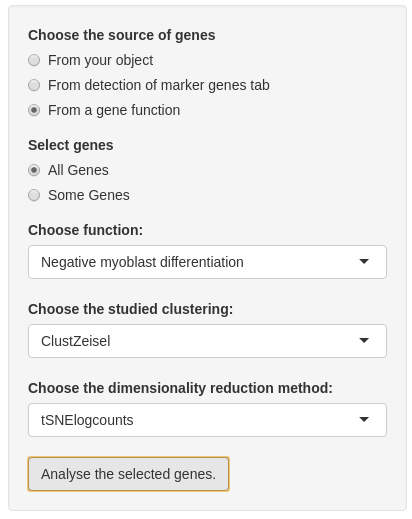 Choose the source of genes
From your object
From detection of marker genes tab
From a gene function
Select genes
All Genes
Some Genes
Choose function:
Negative myoblast differentiation
Choose the studied clustering:
ClustZeisel
Choose the dimensionality reduction method:
tSNElogcounts
Analyse the selected genes.